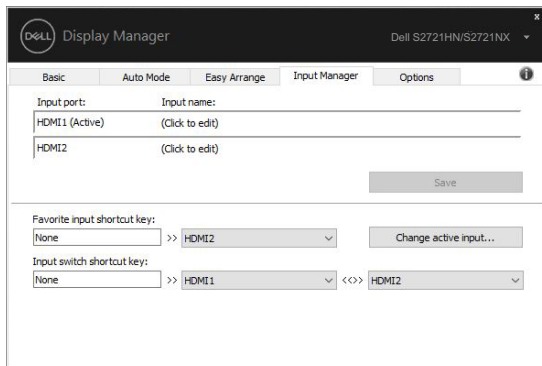 x
DELL Display Manager Dell S2721HN/S2721NX
Basic Auto Mode Easy Arrange Input Manager Options
Input port: Input name:
HDMI1 (Active) (Click to edit)
HDMI2 (Click to edit)
Save
Favorite input shortcut key:
None >> HDMI2 Change active input...
Input switch shortcut key:
None >> HDMI1 <<>> HDMI2